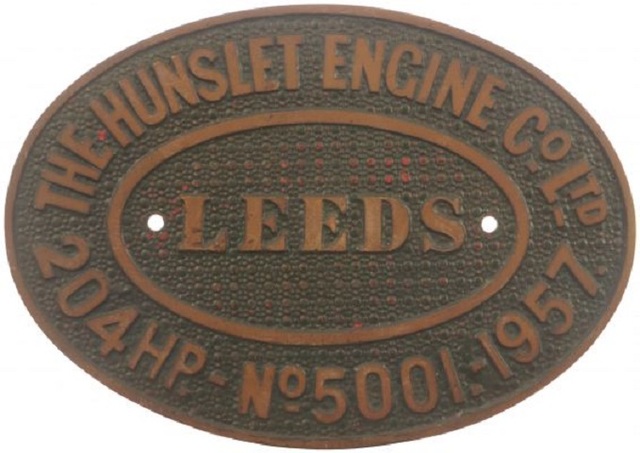 THE HUNSLET ENGINE Co LTD
LEEDS
204 HP. - No 5001. - 1957.